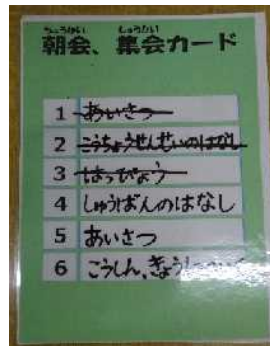 ちょうかい しゅうかい
朝会、集会カード
1 あいさつ
2 こうちょうせんせいのはなし
3 はっぴょう
4 しゅうばんのはなし
5 あいさつ
6 こうしん、